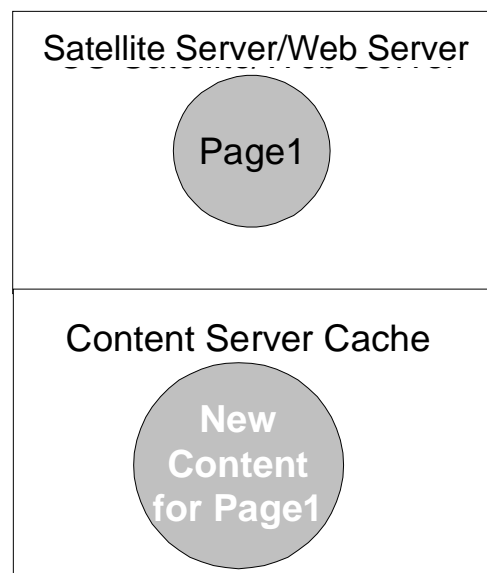 Satellite Server/Web Server
Page1
Content Server Cache
New
Content
for Page1